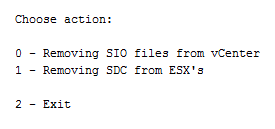 Choose action:
0 - Removing SIO files from vCenter
1 - Removing SDC from ESX's
2 - Exit